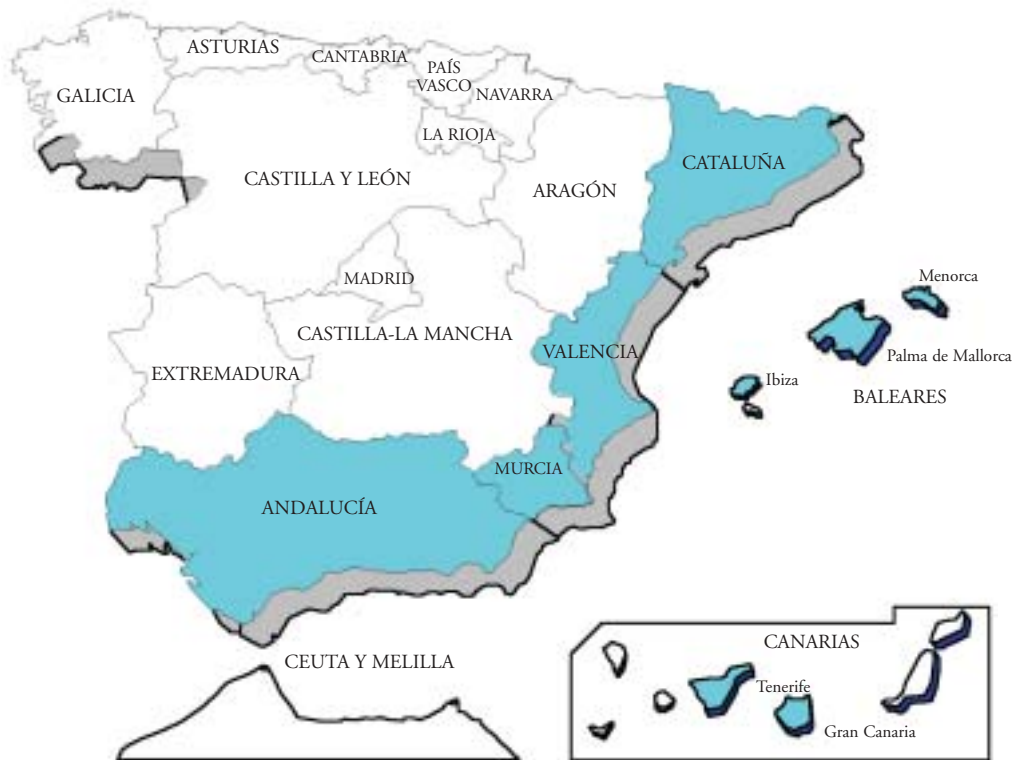 ASTURIAS
CANTABRIA
PAÍS
VASCO
NAVARRA
GALICIA
LA RIOJA
CATALUÑA
CASTILLA Y LEÓN
ARAGÓN
MADRID
Menorca
CASTILLA-LA MANCHA
VALENCIA
Palma de Mallorca
EXTREMADURA
Ibiza
BALEARES
MURCIA
ANDALUCÍA
CEUTA Y MELILLA
CANARIAS
Tenerife
Gran Canaria